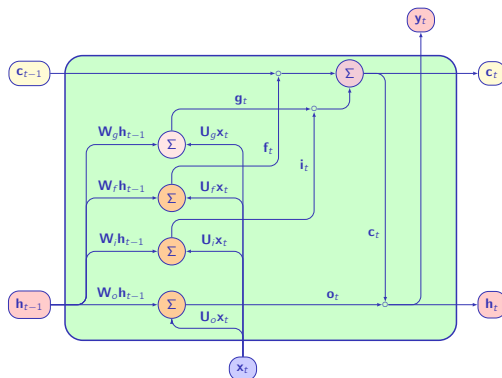 y_t
c_{t−1}
Σ
c_t
g_t
W_g h_{t−1}
U_g x_t
Σ
f_t
i_t
W_f h_{t−1}
U_f x_t
Σ
W_i h_{t−1}
U_i x_t
Σ
c_t
W_o h_{t−1}
o_t
h_{t−1}
Σ
h_t
U_o x_t
x_t